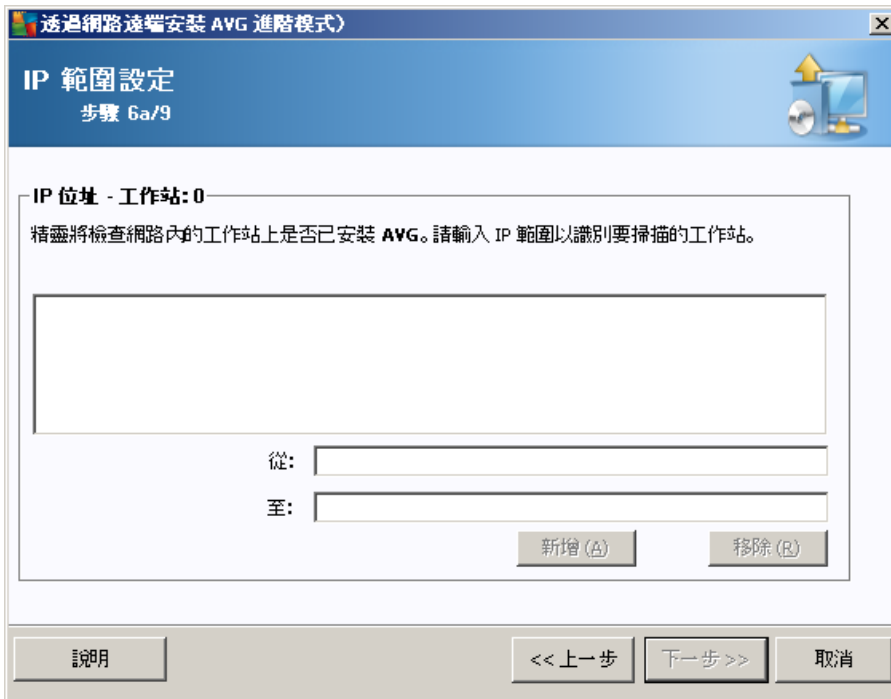 透過網路遠端安裝 AVG 進階模式)
IP 範圍設定
步驟 6a/9
IP 位址 - 工作站: 0
精靈將檢查網路內的工作站上是否已安裝 AVG。請輸入 IP 範圍以識別要掃描的工作站。
從:
至:
新增(A) 移除(R)
說明 << 上一步 下一步 >> 取消